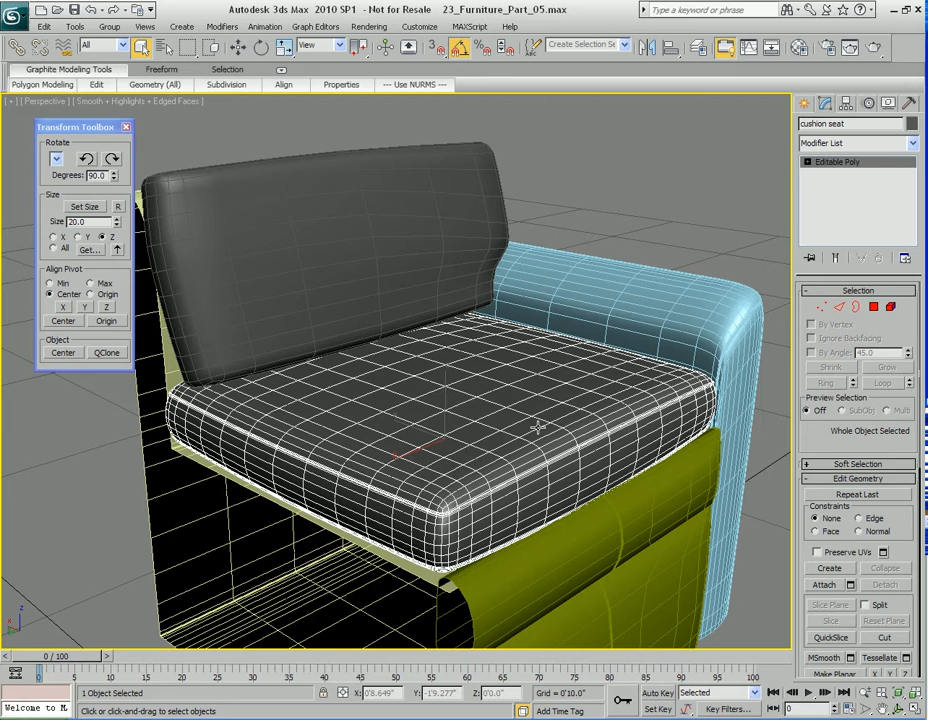 Autodesk 3ds Max 2010 SP1 - Not for Resale 23_Furniture_Part_05.max
Type a keyword or phrase
Edit Tools Group Views Create Modifiers Animation Graph Editors Rendering Customize MAXScript Help
All View Create Selection Se
Graphite Modeling Tools Freeform Selection
Polygon Modeling Edit Geometry (All) Subdivision Align Properties --- Use NURMS ---
[ + ] [ Perspective ] [ Smooth + Highlights + Edged Faces ]
Transform Toolbox
Rotate
Degrees: 90.0
Size
Set Size R
Size 20.0
X Y Z
All Get...
Align Pivot
Min Max
Center Origin
X Y Z
Center Origin
Object
Center QClone
cushion seat
Modifier List
Editable Poly
Selection
By Vertex
Ignore Backfacing
By Angle: 45.0
Shrink Grow
Ring Loop
Preview Selection
Off SubObj Multi
Whole Object Selected
Soft Selection
Edit Geometry
Repeat Last
Constraints
None Edge
Face Normal
Preserve UVs
Create Collapse
Attach Detach
Slice Plane Split
Slice Reset Plane
QuickSlice Cut
MSmooth Tessellate
Make Planar X Y Z
0 / 100
0 5 10 15 20 25 30 35 40 45 50 55 60 65 70 75 80 85 90 95 100
1 Object Selected X: 0'8.649" Y: -19.277" Z: 0'0.0" Grid = 0'10.0" Auto Key Selected
Welcome to M Click or click-and-drag to select objects Add Time Tag Set Key Key Filters... 0